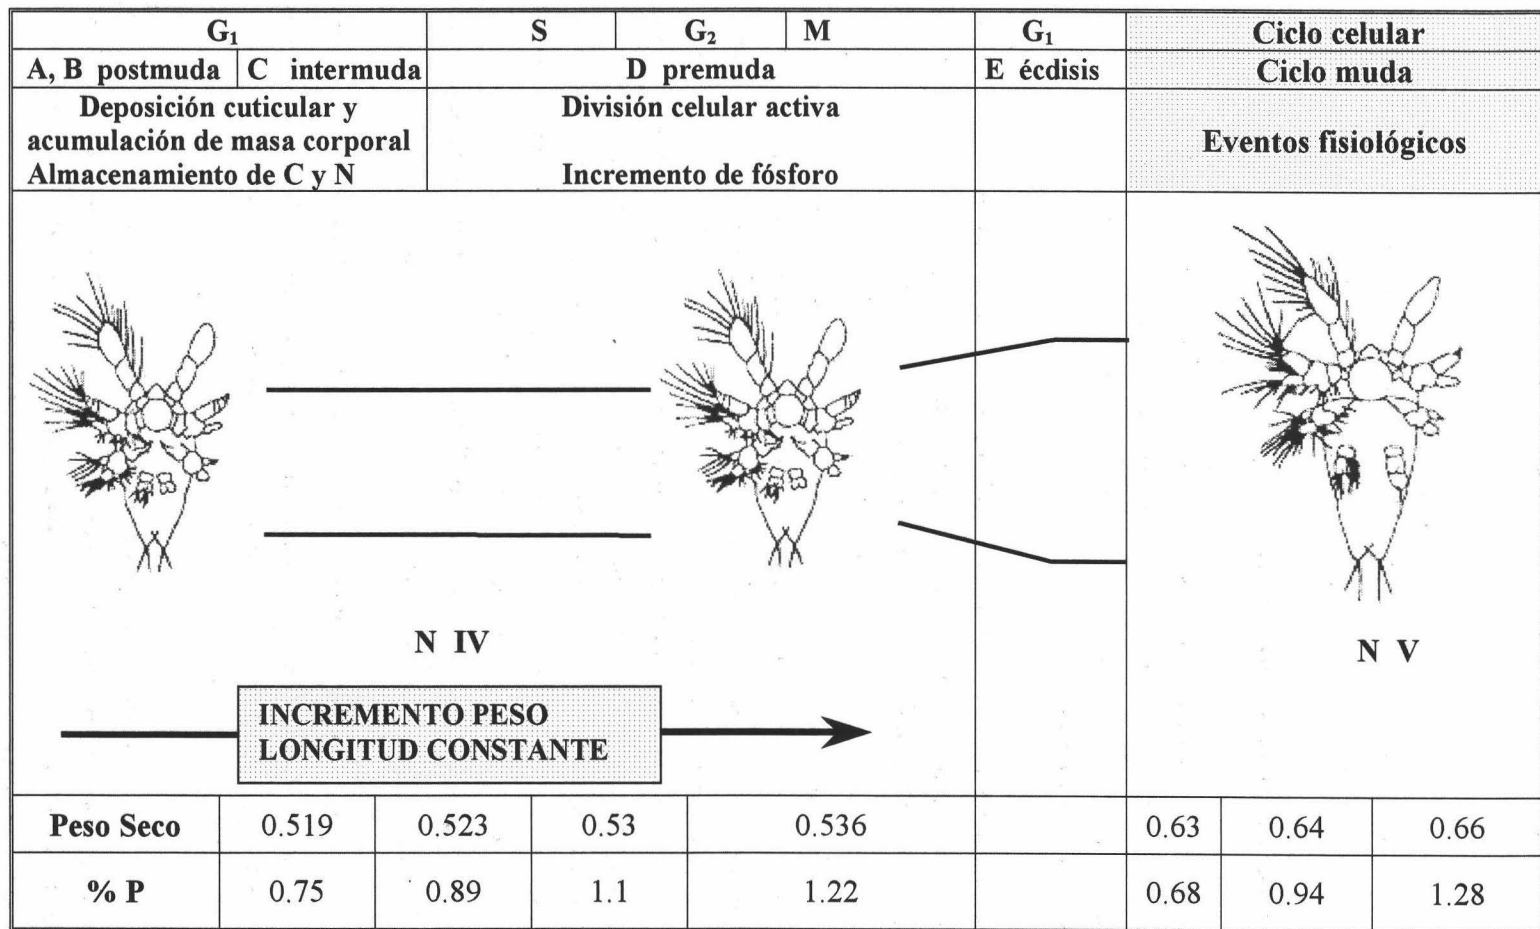 G₁ S G₂ M G₁ Ciclo celular
A, B postmuda C intermuda D premuda E écdisis Ciclo muda
Deposición cuticular y
acumulación de masa corporal
Almacenamiento de C y N
División celular activa
Incremento de fósforo
Eventos fisiológicos
N IV
N V
INCREMENTO PESO
LONGITUD CONSTANTE
Peso Seco 0.519 0.523 0.53 0.536 0.63 0.64 0.66
% P 0.75 0.89 1.1 1.22 0.68 0.94 1.28